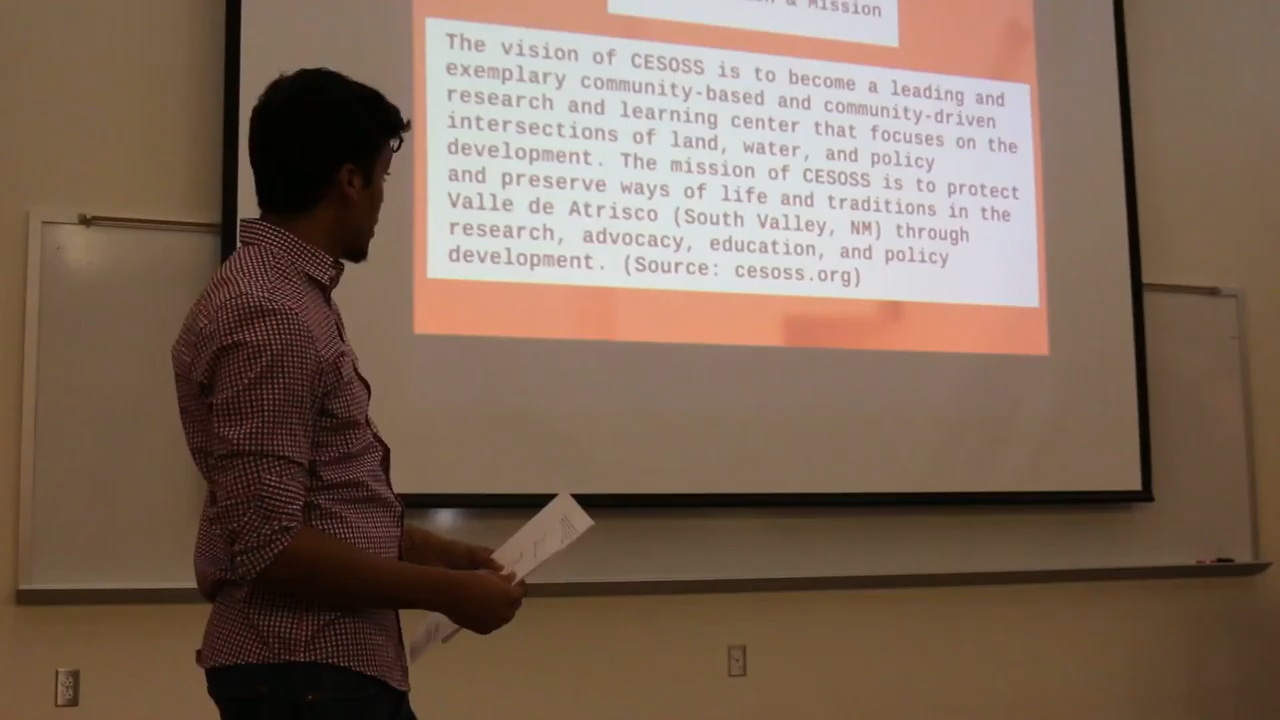 & Mission
The vision of CESOSS is to become a leading and
exemplary community-based and community-driven
research and learning center that focuses on the
intersections of land, water, and policy
development. The mission of CESOSS is to protect
and preserve ways of life and traditions in the
Valle de Atrisco (South Valley, NM) through
research, advocacy, education, and policy
development. (Source: cesoss.org)